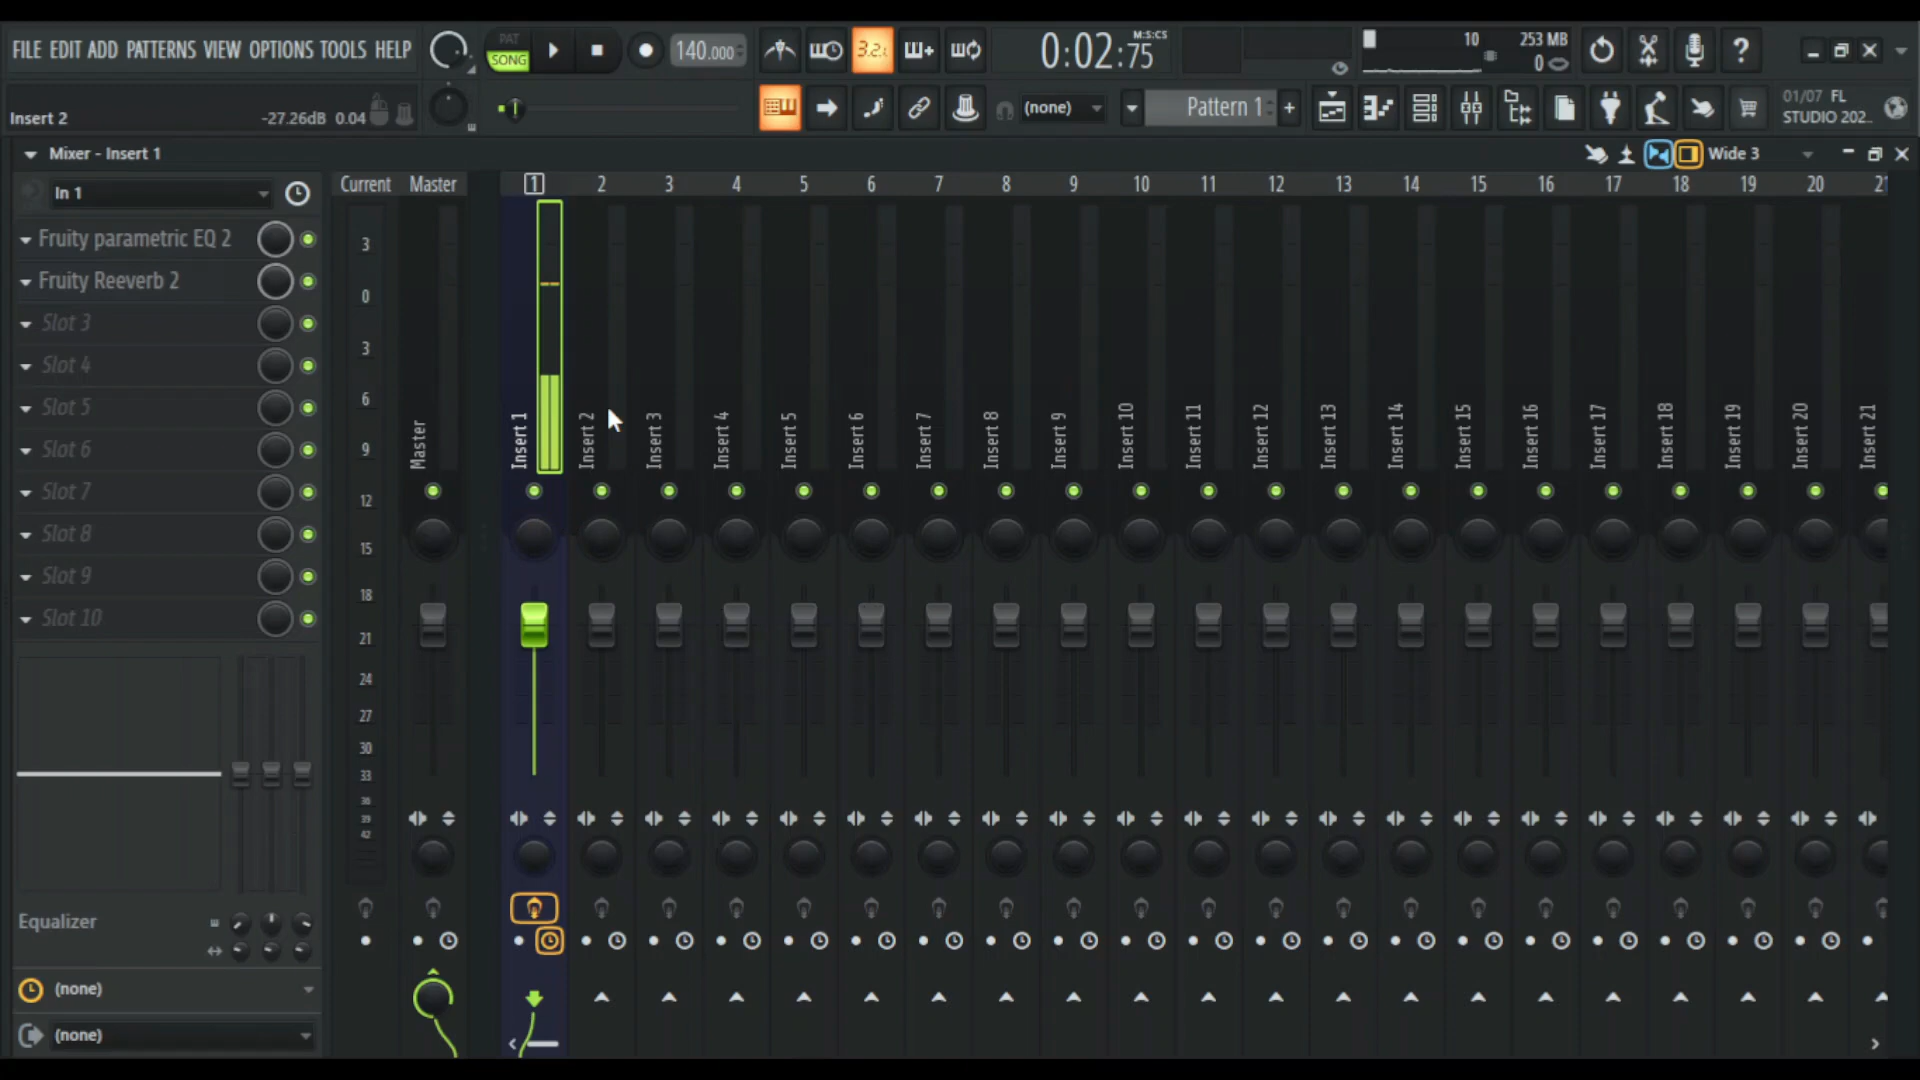 FILE EDIT ADD PATTERNS VIEW OPTIONS TOOLS HELP
PAT
SONG
140.000
3.2.
M:S:CS
0:02:75
10
253 MB
0
?
Insert 2
-27.26dB 0.04
(none)
Pattern 1
+
01/07 FL
STUDIO 202..
Mixer - Insert 1
Wide 3
In 1
Current
Master
1 2 3 4 5 6 7 8 9 10 11 12 13 14 15 16 17 18 19 20 21
Fruity parametric EQ 2
Fruity Reeverb 2
Slot 3
Slot 4
Slot 5
Slot 6
Slot 7
Slot 8
Slot 9
Slot 10
3
0
3
6
9
12
15
18
21
24
27
30
33
36
39
42
Master
Insert 1
Insert 2
Insert 3
Insert 4
Insert 5
Insert 6
Insert 7
Insert 8
Insert 9
Insert 10
Insert 11
Insert 12
Insert 13
Insert 14
Insert 15
Insert 16
Insert 17
Insert 18
Insert 19
Insert 20
Insert 21
Equalizer
(none)
(none)